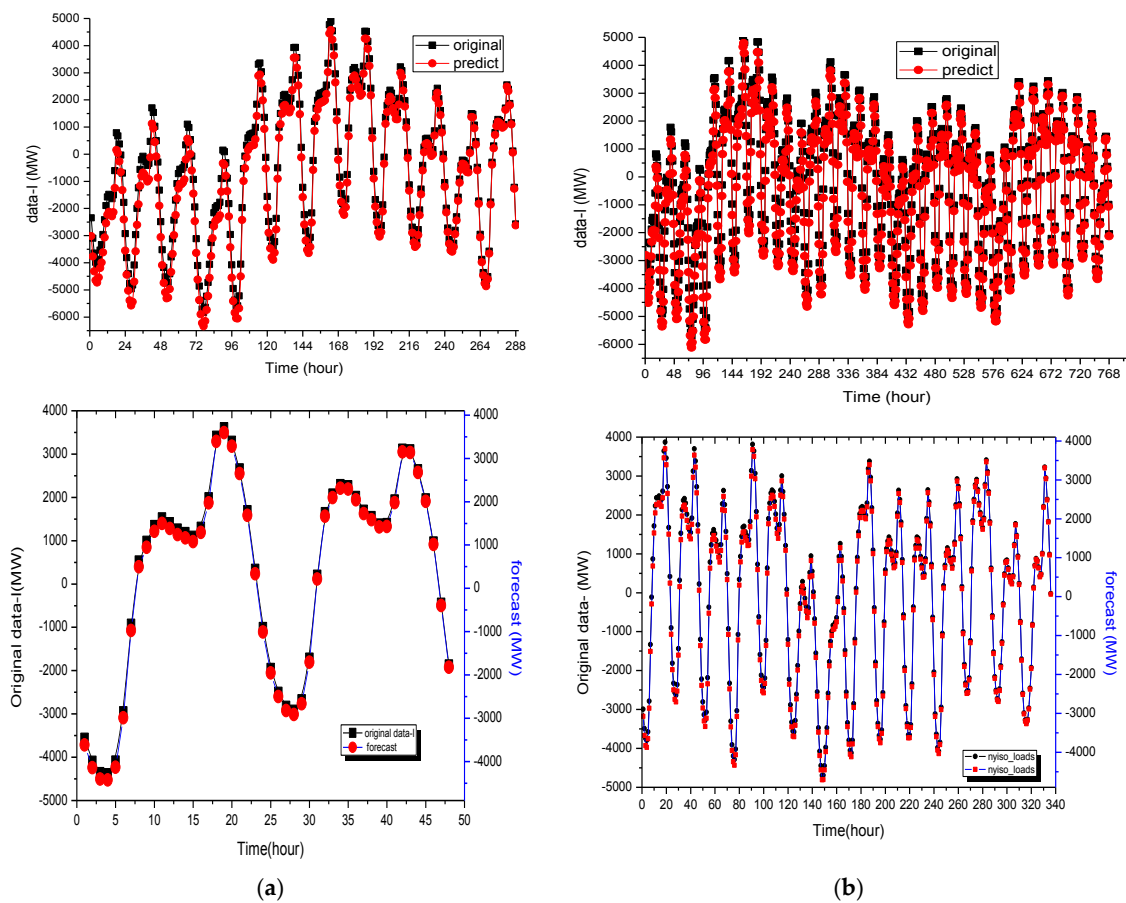 5000
4000
3000
2000
1000
0
-1000
-2000
-3000
-4000
-5000
-6000
data-I (MW)
original
predict
0 24 48 72 96 120 144 168 192 216 240 264 288
Time (hour)
5000
4000
3000
2000
1000
0
-1000
-2000
-3000
-4000
-5000
-6000
data-I (MW)
original
predict
0 48 96 144 192 240 288 336 384 432 480 528 576 624 672 720 768
Time (hour)
4000
3000
2000
1000
0
-1000
-2000
-3000
-4000
-5000
Original data-I(MW)
original data-I
forecast
4000
3000
2000
1000
0
-1000
-2000
-3000
-4000
forecast (MW)
0 5 10 15 20 25 30 35 40 45 50
Time(hour)
(a)
4000
3000
2000
1000
0
-1000
-2000
-3000
-4000
-5000
Original data- (MW)
nyiso_loads
nyiso_loads
4000
3000
2000
1000
0
-1000
-2000
-3000
-4000
forecast (MW)
0 20 40 60 80 100 120 140 160 180 200 220 240 260 280 300 320 340
Time(hour)
(b)